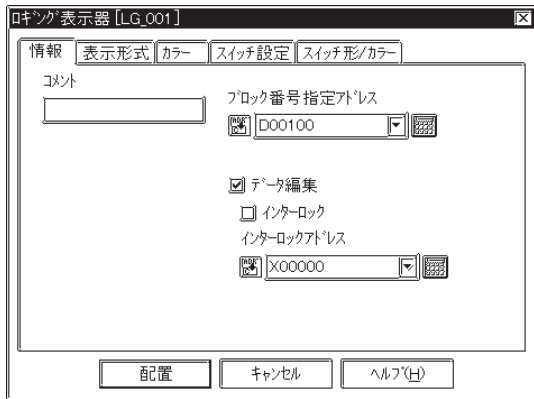 ロギング表示器 [LG_001]
情報 表示形式 カラー スイッチ設定 スイッチ形/カラー
コメント
ブロック番号指定アドレス
D00100
データ編集
インターロック
インターロックアドレス
X00000
配置 キャンセル ヘルプ(H)